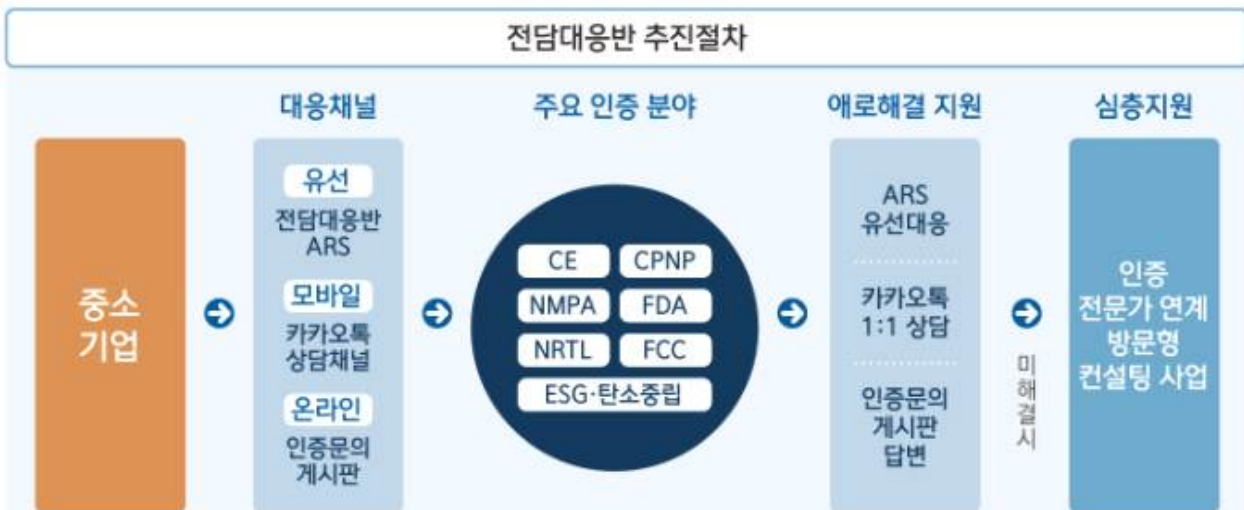 전담대응반 추진절차
대응채널
주요 인증 분야
애로해결 지원
심층지원
중소
기업
유선
전담대응반
ARS
모바일
카카오톡
상담채널
온라인
인증문의
게시판
CE
CPNP
NMPA
FDA
NRTL
FCC
ESG·탄소중립
ARS
유선대응
카카오톡
1:1 상담
인증문의
게시판
답변
미해결시
인증
전문가 연계
방문형
컨설팅 사업